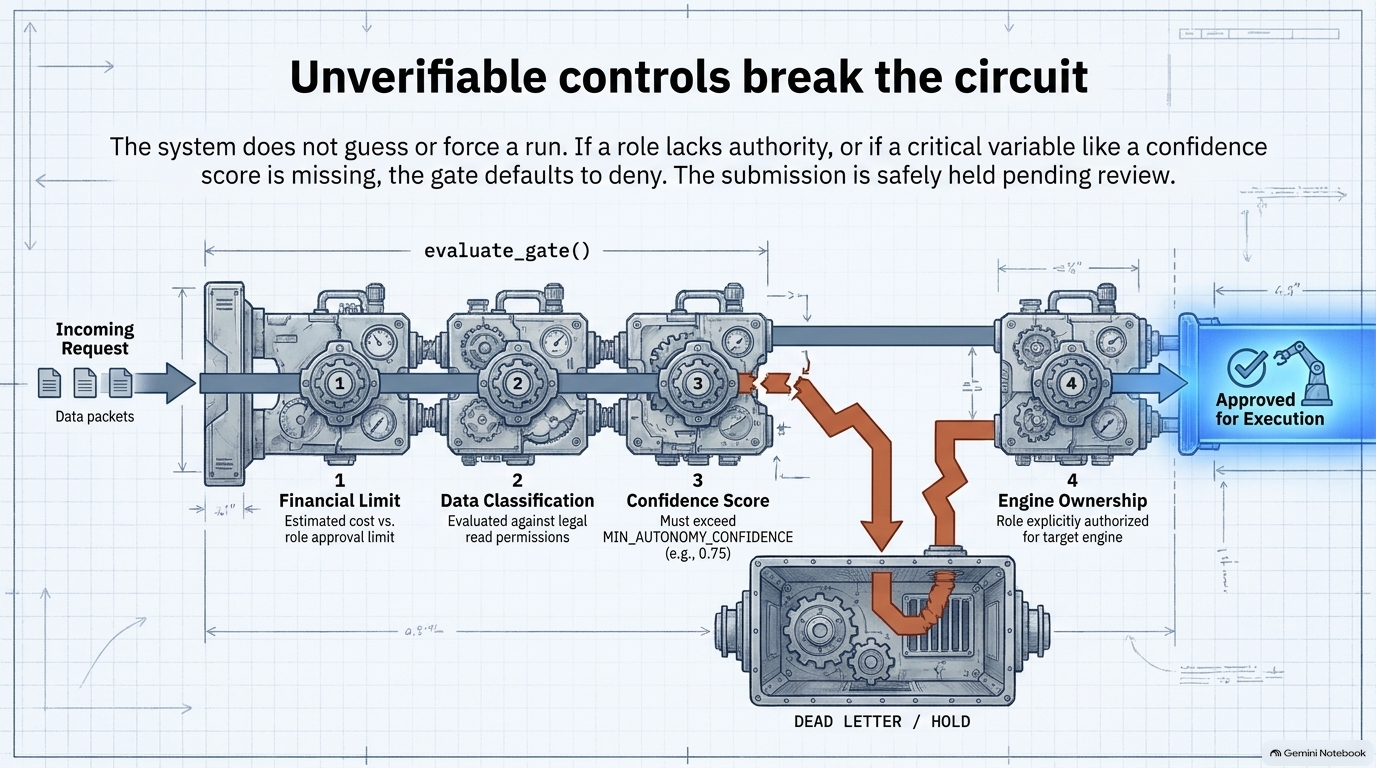 Unverifiable controls break the circuit
The system does not guess or force a run. If a role lacks authority, or if a critical variable like a confidence
score is missing, the gate defaults to deny. The submission is safely held pending review.
evaluate_gate()
Incoming
Request
Data packets
1
2
3
4
Approved
for Execution
1
Financial Limit
Estimated cost vs.
role approval limit
2
Data Classification
Evaluated against legal
read permissions
3
Confidence Score
Must exceed
MIN_AUTONOMY_CONFIDENCE
(e.g., 0.75)
4
Engine Ownership
Role explicitly authorized
for target engine
DEAD LETTER / HOLD
Gemini Notebook